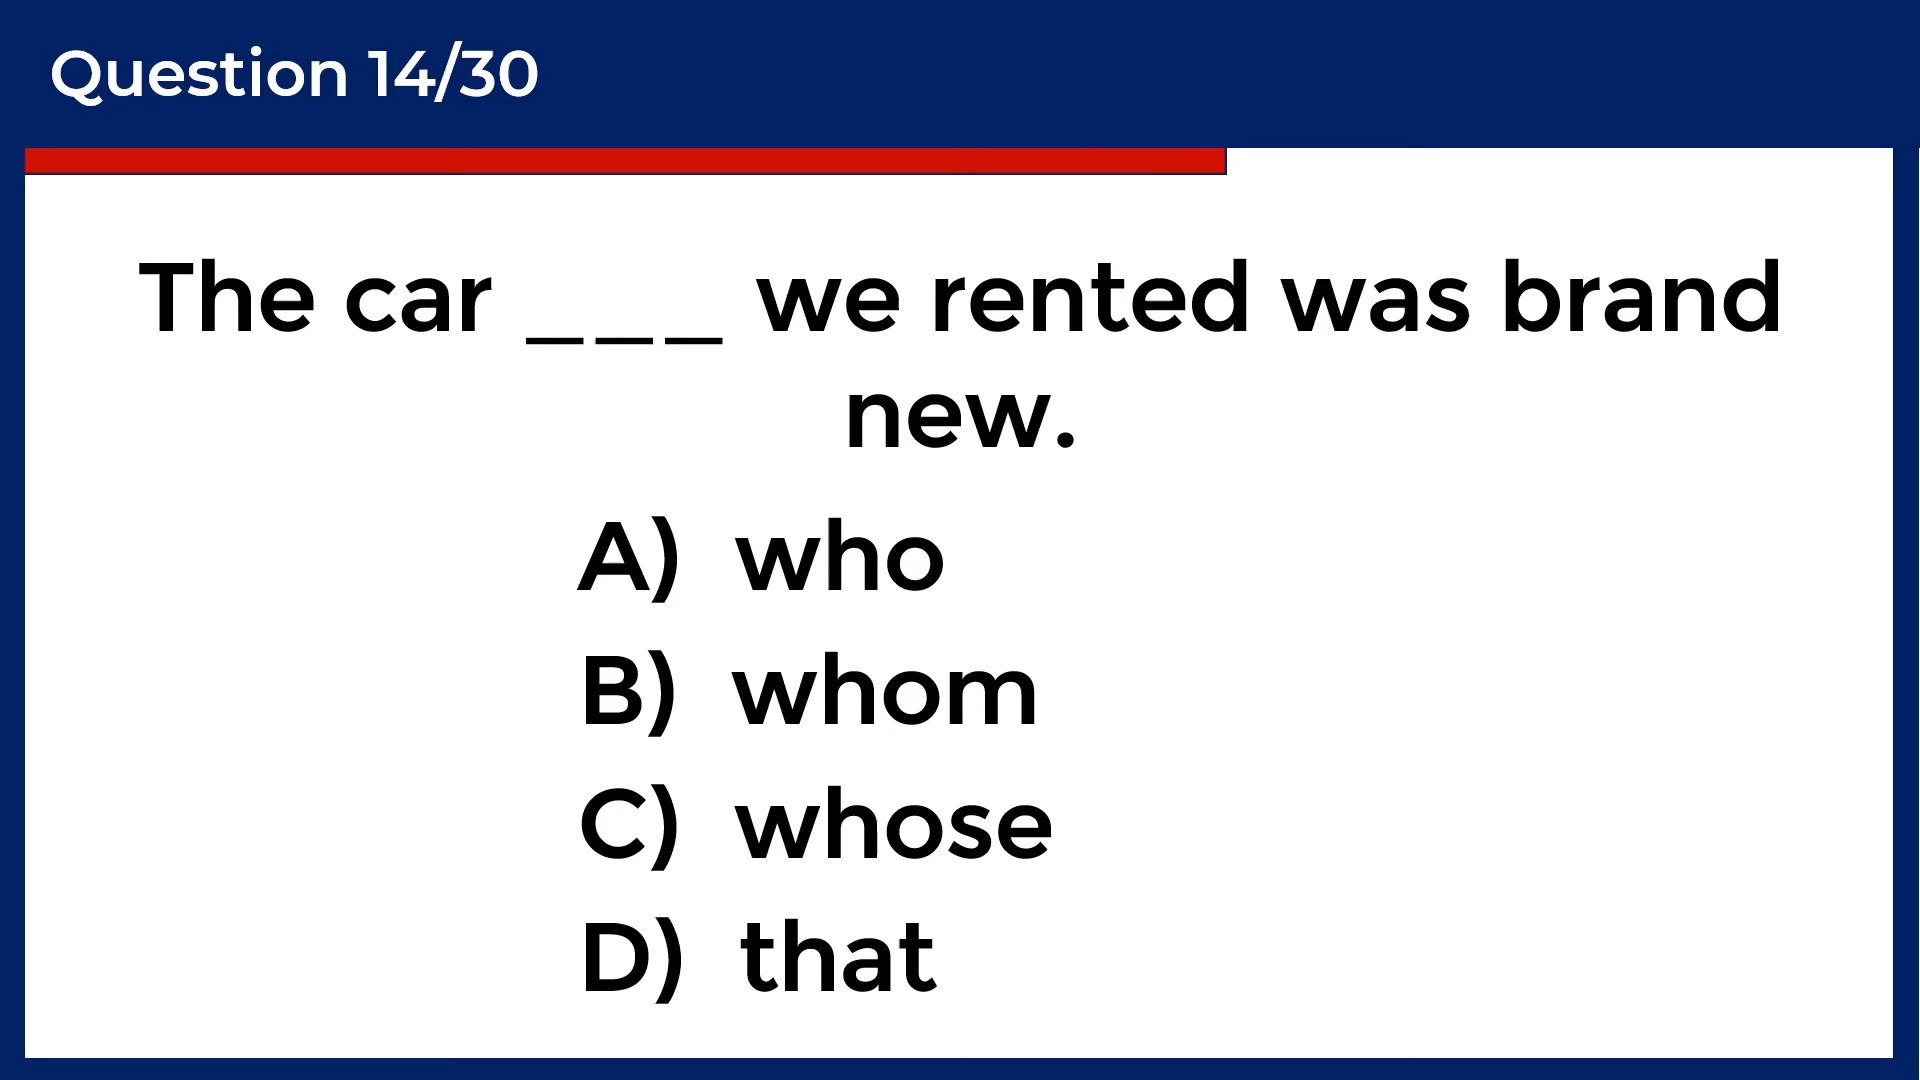 Question 14/30
The car ___ we rented was brand
new.
A) who
B) whom
C) whose
D) that